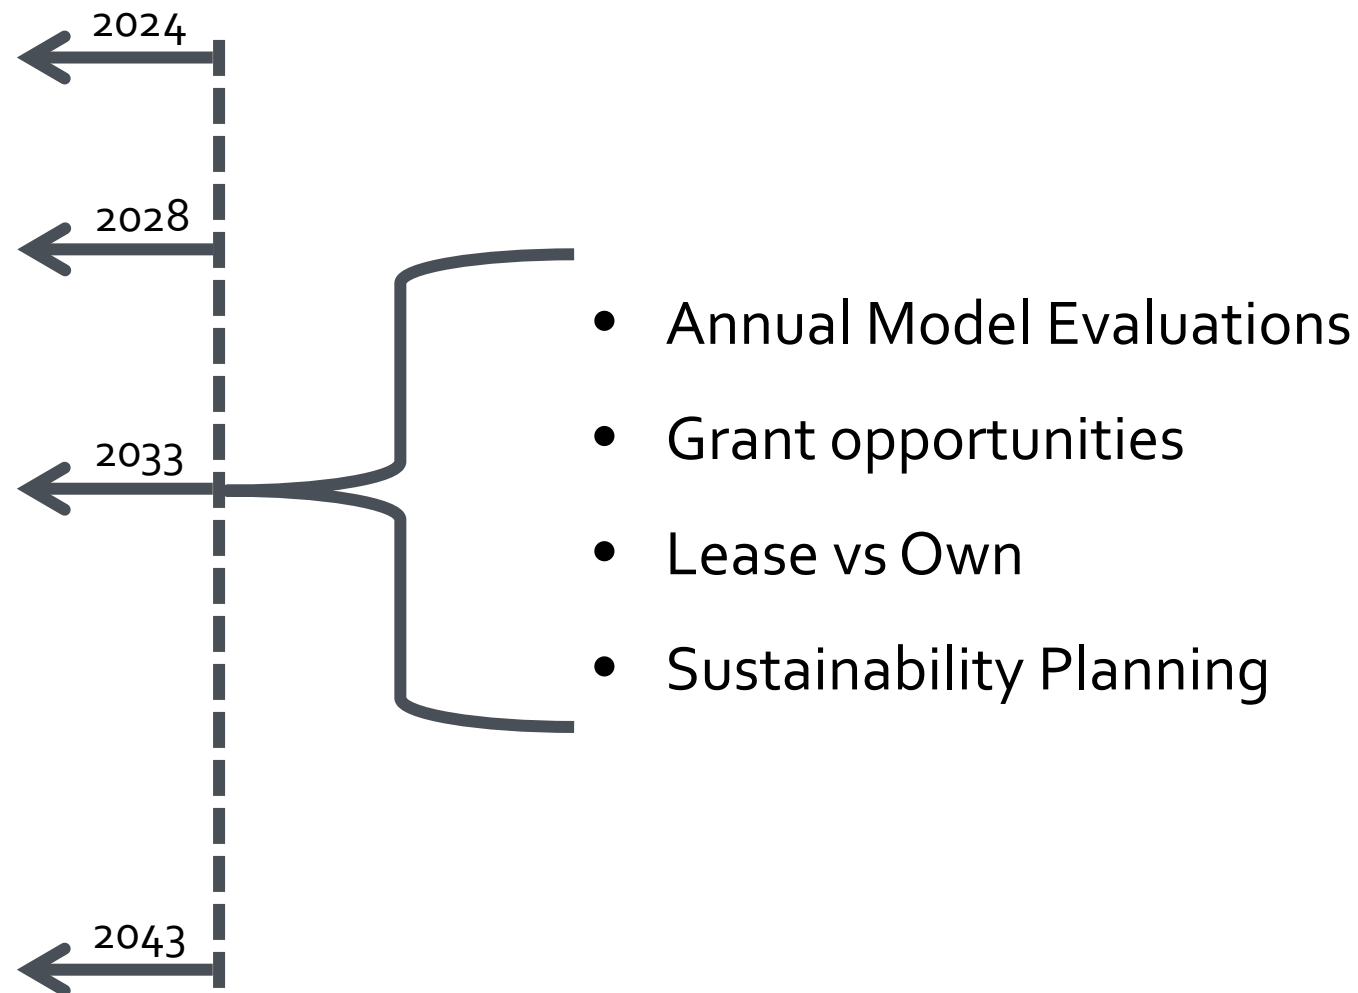 2024
2028
2033
• Annual Model Evaluations
• Grant opportunities
• Lease vs Own
• Sustainability Planning
2043